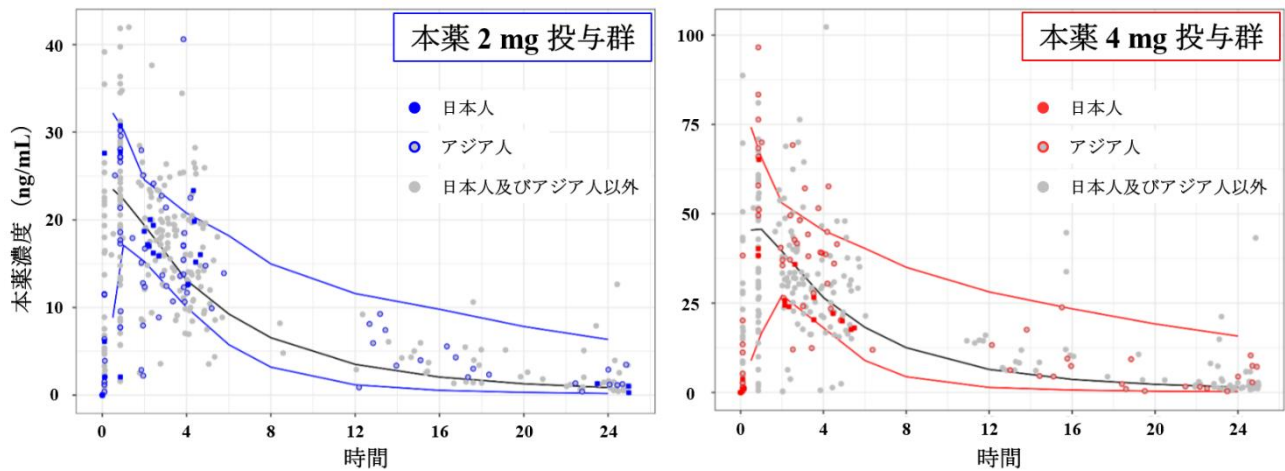 本薬 2 mg 投与群
日本人
アジア人
日本人及びアジア人以外
本薬濃度（ng/mL）
40
30
20
10
0
0 4 8 12 16 20 24
時間
本薬 4 mg 投与群
日本人
アジア人
日本人及びアジア人以外
100
75
50
25
0
0 4 8 12 16 20 24
時間